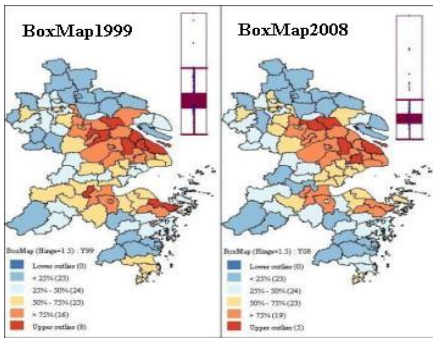 BoxMap1999
BoxMap (Hinge=1.5) : Y99
Lower outlier (0)
< 25% (23)
25% - 50% (24)
50% - 75% (23)
> 75% (16)
Upper outlier (8)
BoxMap2008
BoxMap (Hinge=1.5) : Y08
Lower outlier (0)
< 25% (23)
25% - 50% (24)
50% - 75% (23)
> 75% (19)
Upper outlier (5)